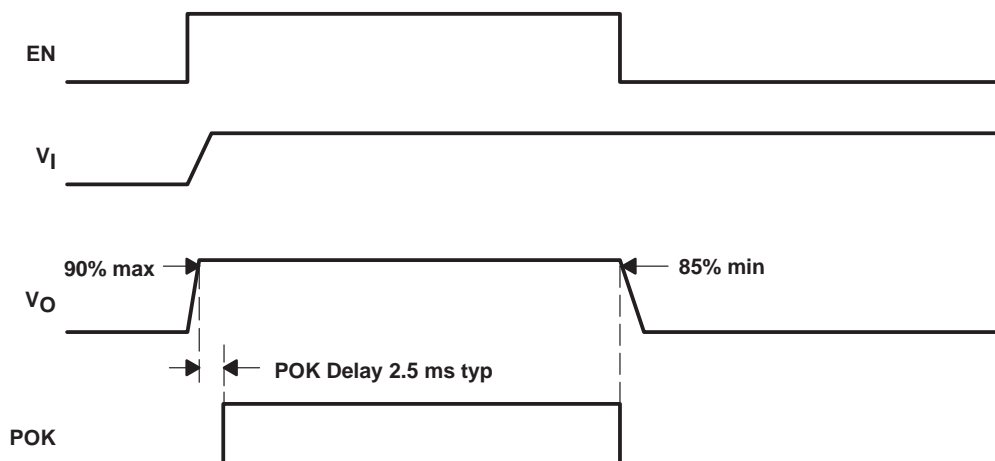 EN
VI
90% max
85% min
VO
POK Delay 2.5 ms typ
POK